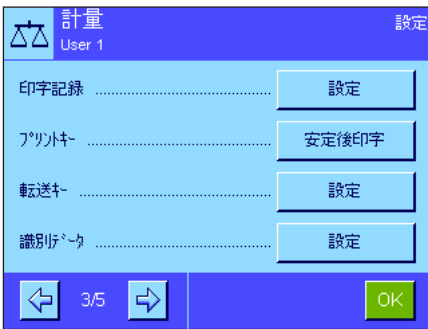 計量
設定
User 1
印字記録 ........................................ 設定
プリントキー ........................................ 安定後印字
転送キー ........................................ 設定
識別データ ........................................ 設定
3/5
OK